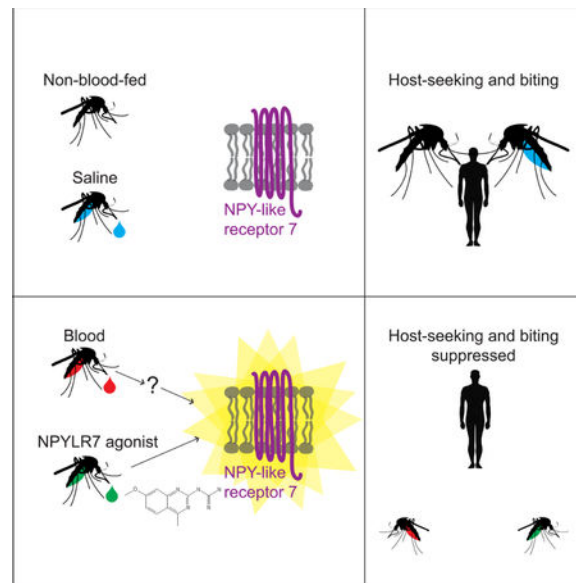 Non-blood-fed
Saline
NPY-like
receptor 7
Host-seeking and biting
Blood
?
NPYLR7 agonist
NPY-like
receptor 7
Host-seeking and biting
suppressed